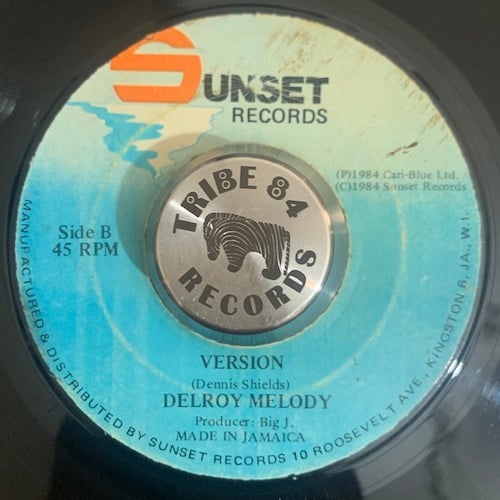 SUNSET
RECORDS
(P)1984 Cari-Blue Ltd.
(C)1984 Sunset Records
Side B
45 RPM
TRIBE 84
RECORDS
VERSION
(Dennis Shields)
DELROY MELODY
Producer: Big J.
MADE IN JAMAICA
MANUFACTURED & DISTRIBUTED BY SUNSET RECORDS 10 ROOSEVELT AVE., KINGSTON 6, JA., W.I.